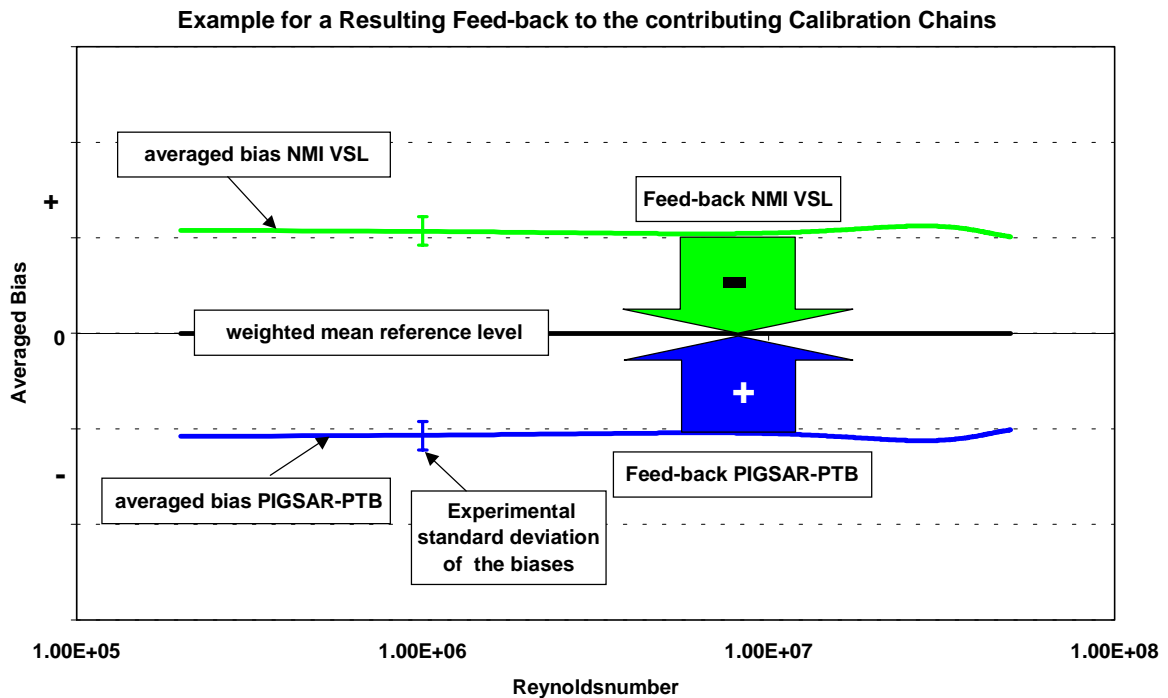 Example for a Resulting Feed-back to the contributing Calibration Chains
averaged bias NMI VSL
+
Feed-back NMI VSL
-
Averaged Bias
0
weighted mean reference level
+
-
averaged bias PIGSAR-PTB
Feed-back PIGSAR-PTB
Experimental
standard deviation
of the biases
1.00E+05
1.00E+06
1.00E+07
1.00E+08
Reynoldsnumber